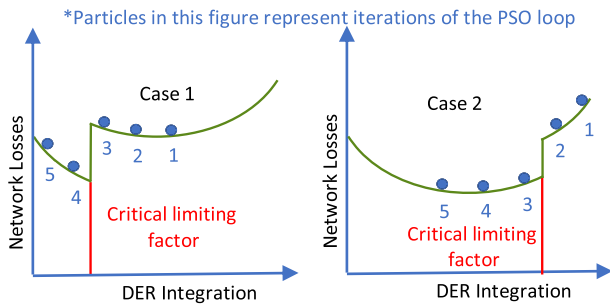 *Particles in this figure represent iterations of the PSO loop
Network Losses
Case 1
5
4
3
2
1
Critical limiting
factor
DER Integration
Network Losses
Case 2
5
4
3
2
1
Critical limiting
factor
DER Integration